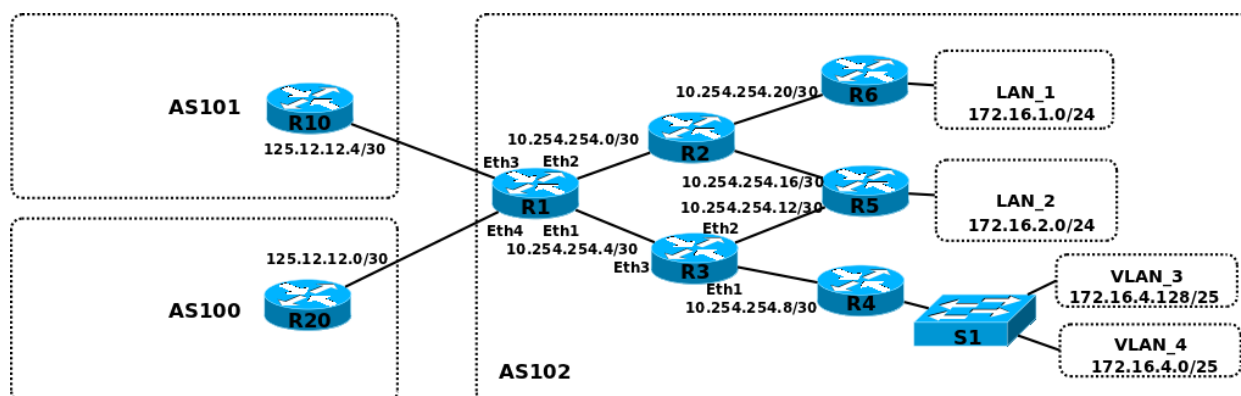 AS101
R10
125.12.12.4/30
AS100
125.12.12.0/30
R20
Eth3
Eth2
10.254.254.0/30
R1
Eth4
Eth1
10.254.254.4/30
R2
10.254.254.20/30
R6
LAN_1
172.16.1.0/24
10.254.254.16/30
10.254.254.12/30
R5
LAN_2
172.16.2.0/24
Eth2
Eth3
R3
Eth1
10.254.254.8/30
R4
S1
VLAN_3
172.16.4.128/25
VLAN_4
172.16.4.0/25
AS102